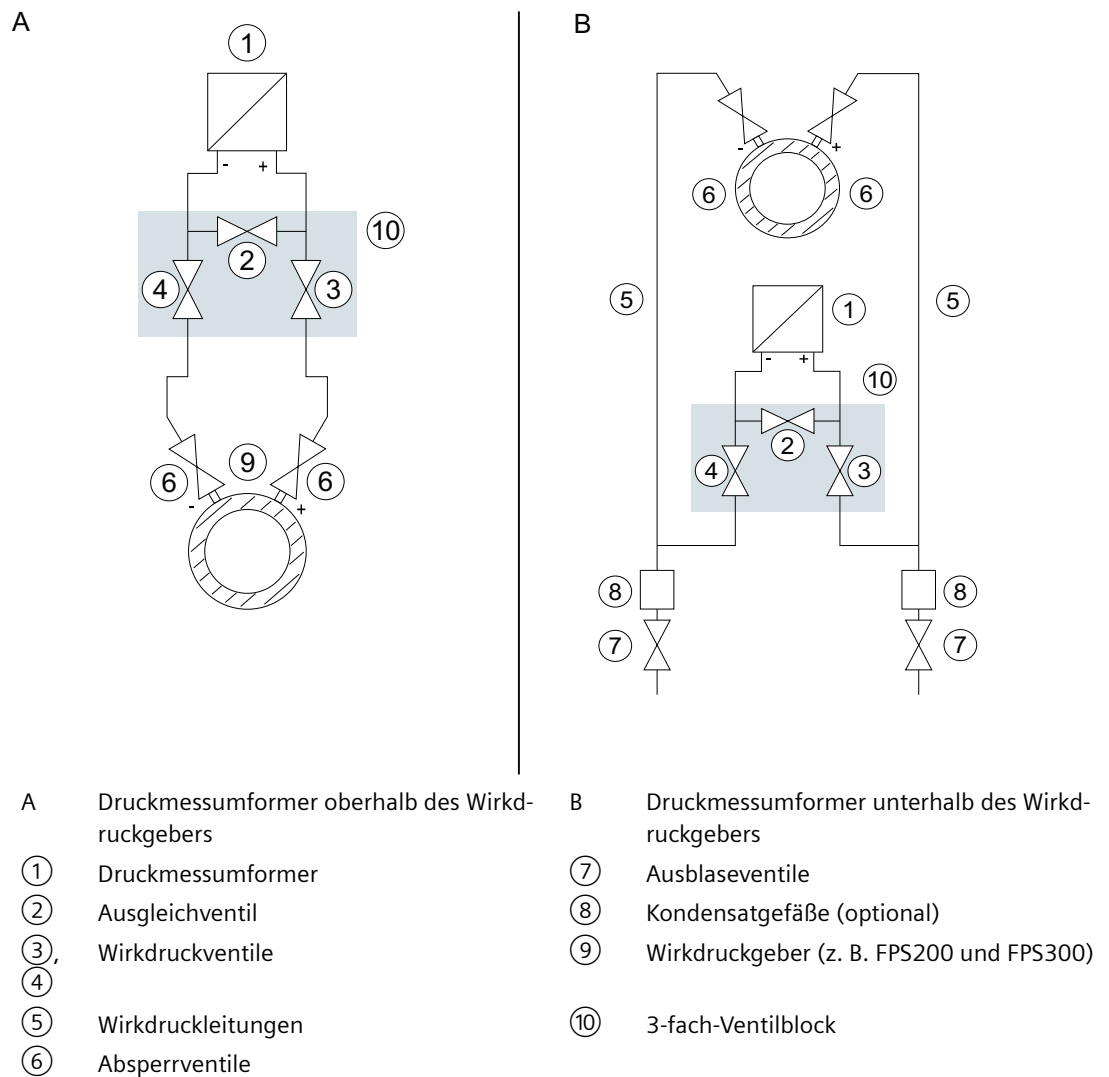 A
B
①
- +
⑩
②
④ ③
⑨
⑥ ⑥
- +
- +
⑥ ⑥
⑤ ⑤
①
- +
⑩
②
④ ③
⑧ ⑧
⑦ ⑦
A Druckmessumformer oberhalb des Wirkd-
ruckgebers
B Druckmessumformer unterhalb des Wirkd-
ruckgebers
① Druckmessumformer
⑦ Ausblaseventile
② Ausgleichventil
⑧ Kondensatgefäße (optional)
③, Wirkdruckventile
④
⑨ Wirkdruckgeber (z. B. FPS200 und FPS300)
⑤ Wirkdruckleitungen
⑩ 3-fach-Ventilblock
⑥ Absperrventile